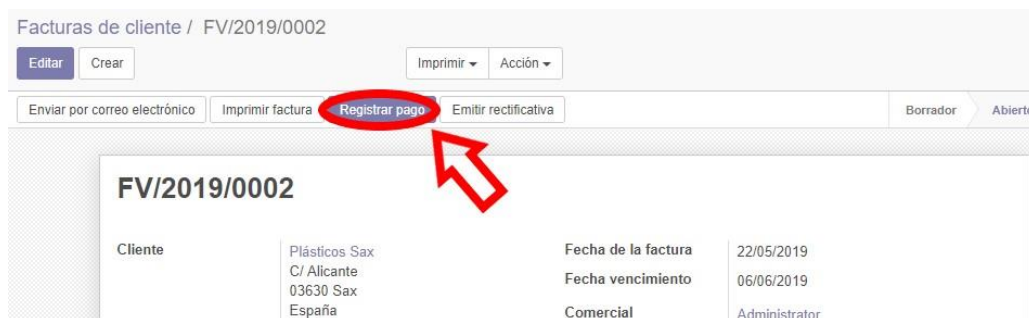 Facturas de cliente / FV/2019/0002
Editar Crear Imprimir Acción
Enviar por correo electrónico Imprimir factura Registrar pago Emitir rectificativa Borrador Abierto
FV/2019/0002
Cliente Plásticos Sax Fecha de la factura 22/05/2019
C/ Alicante Fecha vencimiento 06/06/2019
03630 Sax
España Comercial Administrator